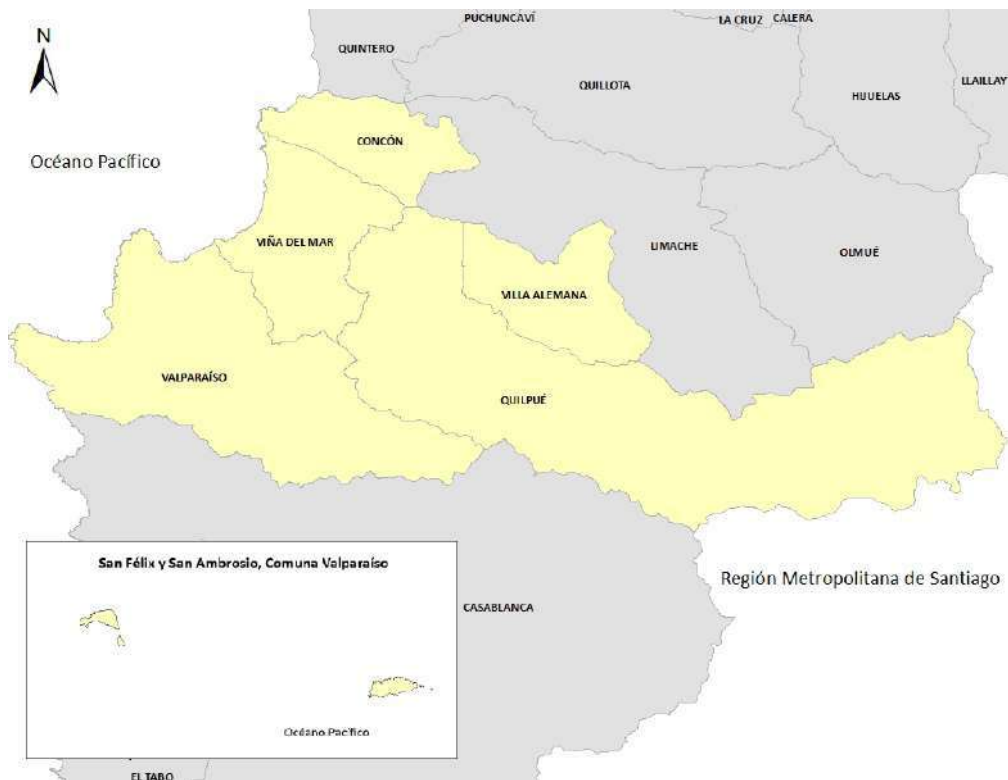 PUCHUNCAVÍ
LA CRUZ
CALERA
N
QUINTERO
QUILLOTA
HIJUELAS
LLAILLAY
CONCÓN
Océano Pacífico
VIÑA DEL MAR
LIMACHE
OLMUÉ
VILLA ALEMANA
VALPARAÍSO
QUILPUÉ
San Félix y San Ambrosio, Comuna Valparaíso
Región Metropolitana de Santiago
CASABLANCA
Océano Pacífico
EL TABO